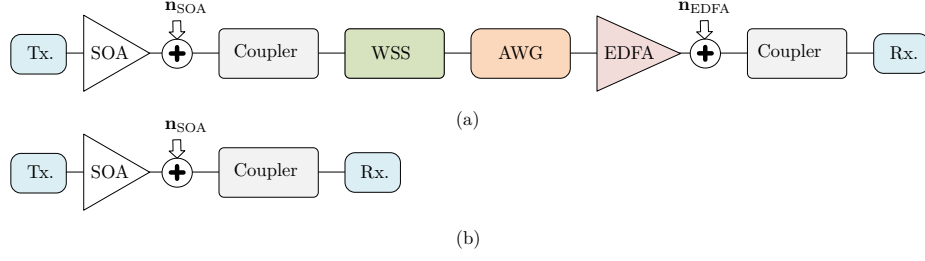 n_SOA n_EDFA
Tx. SOA Coupler WSS AWG EDFA Coupler Rx.
(a)
n_SOA
Tx. SOA Coupler Rx.
(b)